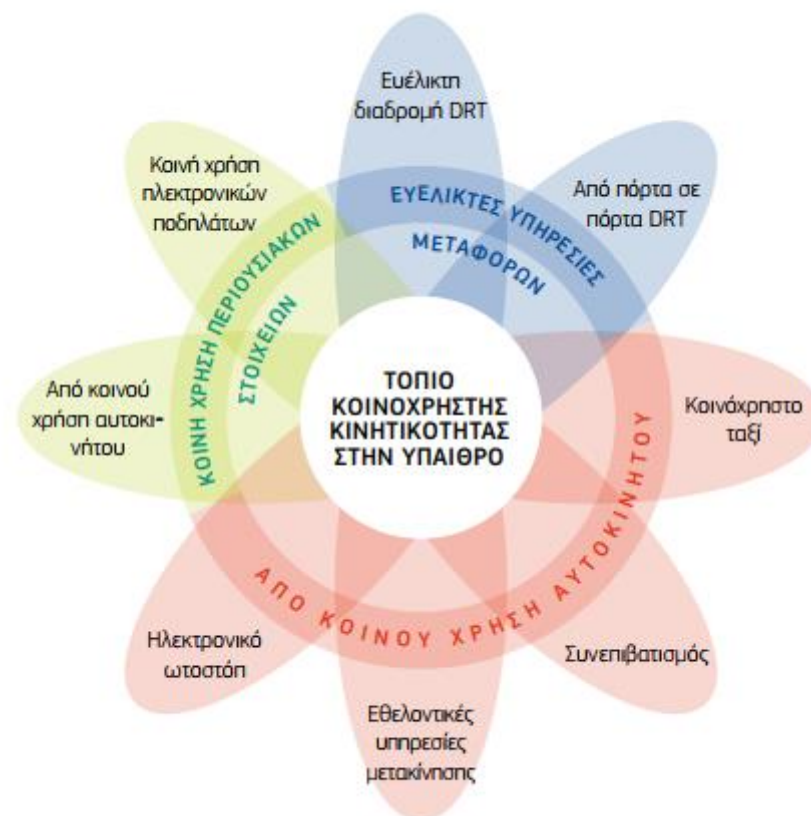 Ευέλικτη
διαδρομή DRT
Από πόρτα σε
πόρτα DRT
Κοινόχρηστο
ταξί
Συνεπιβατισμός
Εθελοντικές
υπηρεσίες
μετακίνησης
Ηλεκτρονικό
ωτοστόπ
Από κοινού
χρήση αυτοκι-
νήτου
Κοινή χρήση
ηλεκτρονικών
ποδηλάτων
ΕΥΕΛΙΚΤΕΣ ΥΠΗΡΕΣΙΕΣ
ΜΕΤΑΦΟΡΩΝ
ΚΟΙΝΗ ΧΡΗΣΗ ΠΕΡΙΟΥΣΙΑΚΩΝ
ΣΤΟΙΧΕΙΩΝ
ΑΠΟ ΚΟΙΝΟΥ ΧΡΗΣΗ ΑΥΤΟΚΙΝΗΤΟΥ
ΤΟΠΙΟ
ΚΟΙΝΟΧΡΗΣΤΗΣ
ΚΙΝΗΤΙΚΟΤΗΤΑΣ
ΣΤΗΝ ΥΠΑΙΘΡΟ